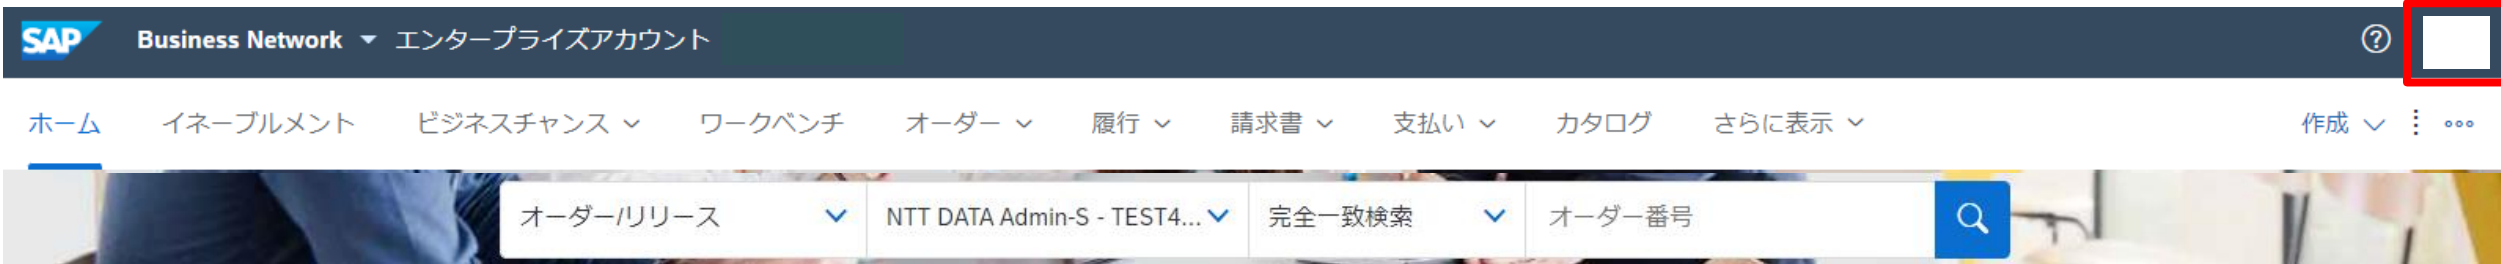 SAP Business Network エンタープライズアカウント
ホーム イネーブルメント ビジネスチャンス ワークベンチ オーダー 履行 請求書 支払い カタログ さらに表示 作成
オーダー/リリース NTT DATA Admin-S - TEST4... 完全一致検索 オーダー番号